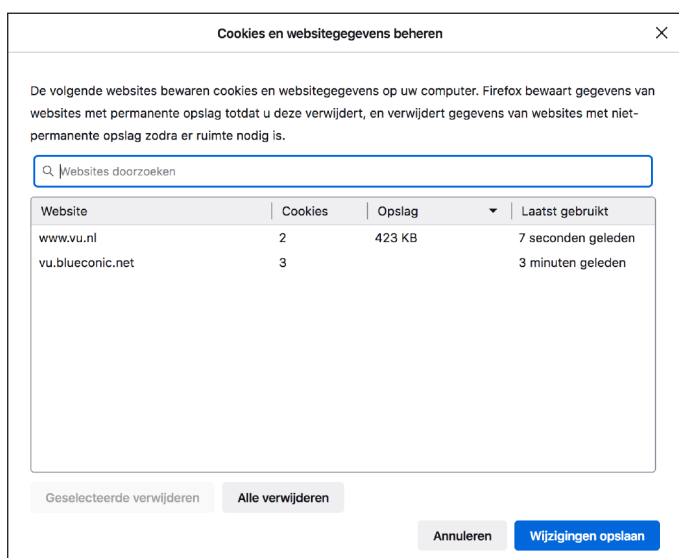 Cookies en websitegegevens beheren
De volgende websites bewaren cookies en websitegegevens op uw computer. Firefox bewaart gegevens van
websites met permanente opslag totdat u deze verwijdert, en verwijdert gegevens van websites met niet-
permanente opslag zodra er ruimte nodig is.
Websites doorzoeken
Website Cookies Opslag Laatst gebruikt
www.vu.nl 2 423 KB 7 seconden geleden
vu.blueconic.net 3 3 minuten geleden
Geselecteerde verwijderen Alle verwijderen
Annuleren Wijzigingen opslaan